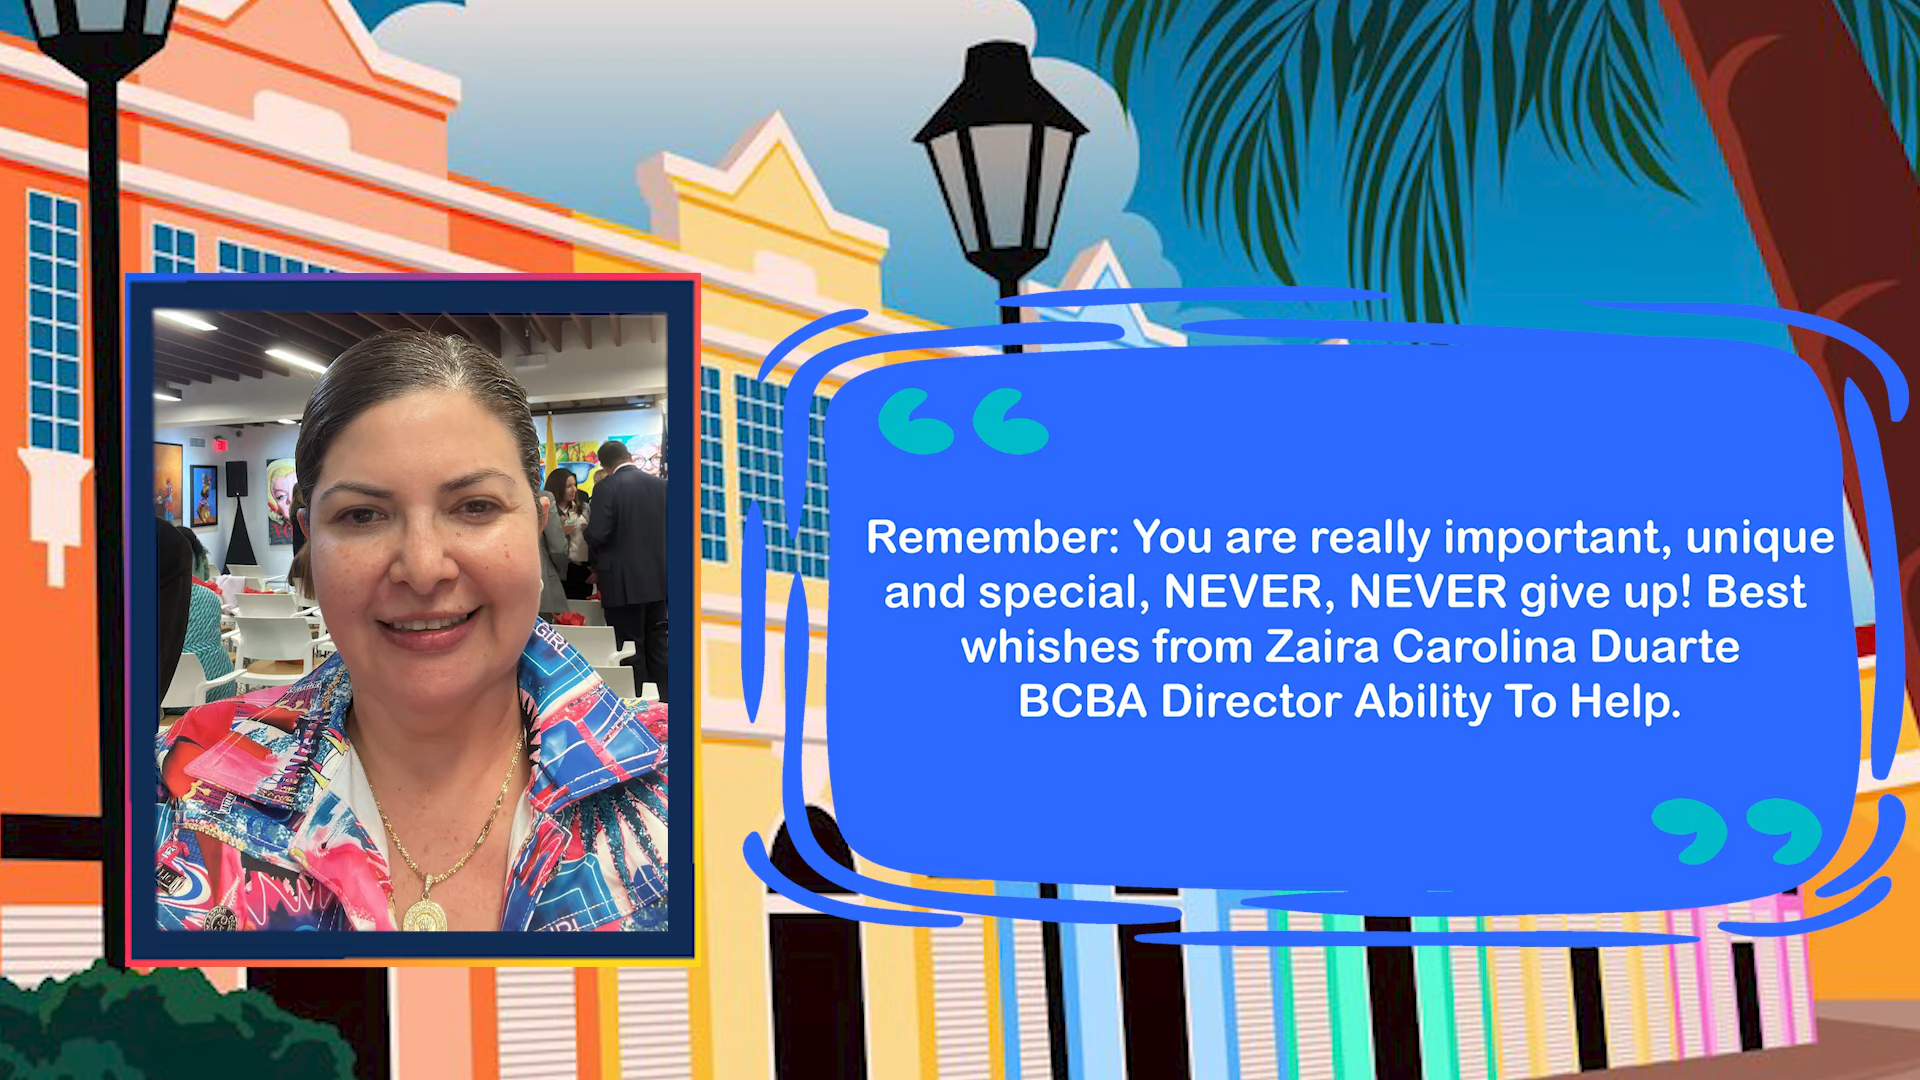 Remember: You are really important, unique
and special, NEVER, NEVER give up! Best
whishes from Zaira Carolina Duarte
BCBA Director Ability To Help.
GIRL